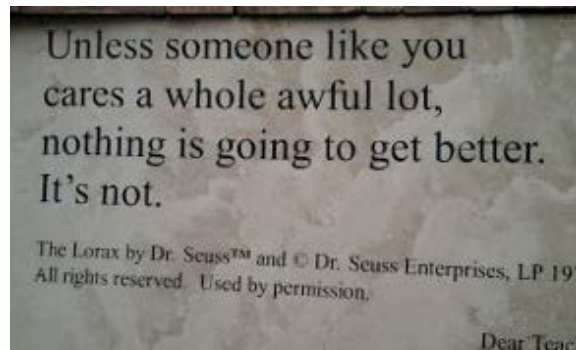 Unless someone like you
cares a whole awful lot,
nothing is going to get better.
It's not.
The Lorax by Dr. Seuss™ and © Dr. Seuss Enterprises, LP
All rights reserved. Used by permission.
Dear